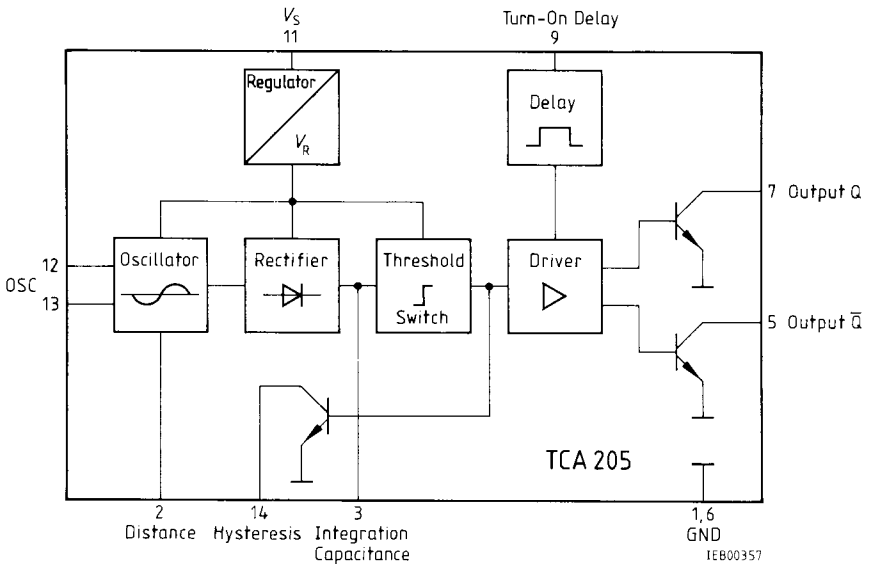 V_S
11
Turn-On Delay
9
Regulator
V_R
Delay
7 Output Q
12
OSC
13
Oscillator
Rectifier
Threshold
Switch
Driver
5 Output Q̅
TCA 205
2
Distance
14
Hysteresis
3
Integration
Capacitance
1,6
GND
IEB00357